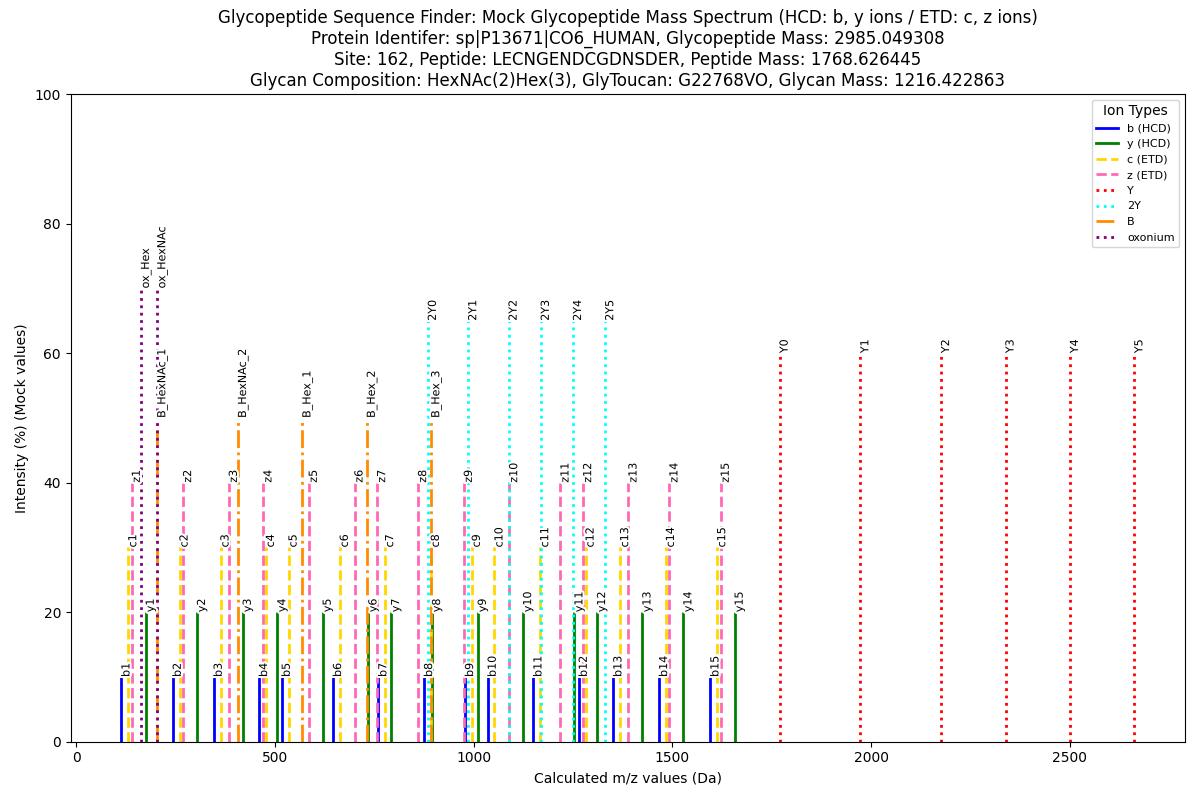 Glycopeptide Sequence Finder: Mock Glycopeptide Mass Spectrum (HCD: b, y ions / ETD: c, z ions)
Protein Identifer: sp|P13671|CO6_HUMAN, Glycopeptide Mass: 2985.049308
Site: 162, Peptide: LECNGENDCGDNSDER, Peptide Mass: 1768.626445
Glycan Composition: HexNAc(2)Hex(3), GlyToucan: G22768VO, Glycan Mass: 1216.422863
100
80
60
40
20
0
Intensity (%) (Mock values)
Ion Types
b (HCD)
y (HCD)
c (ETD)
z (ETD)
Y
2Y
B
oxonium
ox_Hex
ox_HexNAc
2Y0
2Y1
2Y2
2Y3
2Y4
2Y5
Y0
Y1
Y2
Y3
Y4
Y5
B_HexNAc_1
B_HexNAc_2
B_Hex_1
B_Hex_2
B_Hex_3
z1
z2
z3
z4
z5
z6
z7
z8
z9
z10
z11
z12
z13
z14
z15
c1
c2
c3
c4
c5
c6
c7
c8
c9
c10
c11
c12
c13
c14
c15
y1
y2
y3
y4
y5
y6
y7
y8
y9
y10
y11
y12
y13
y14
y15
b1
b2
b3
b4
b5
b6
b7
b8
b9
b10
b11
b12
b13
b14
b15
0
500
1000
1500
2000
2500
Calculated m/z values (Da)